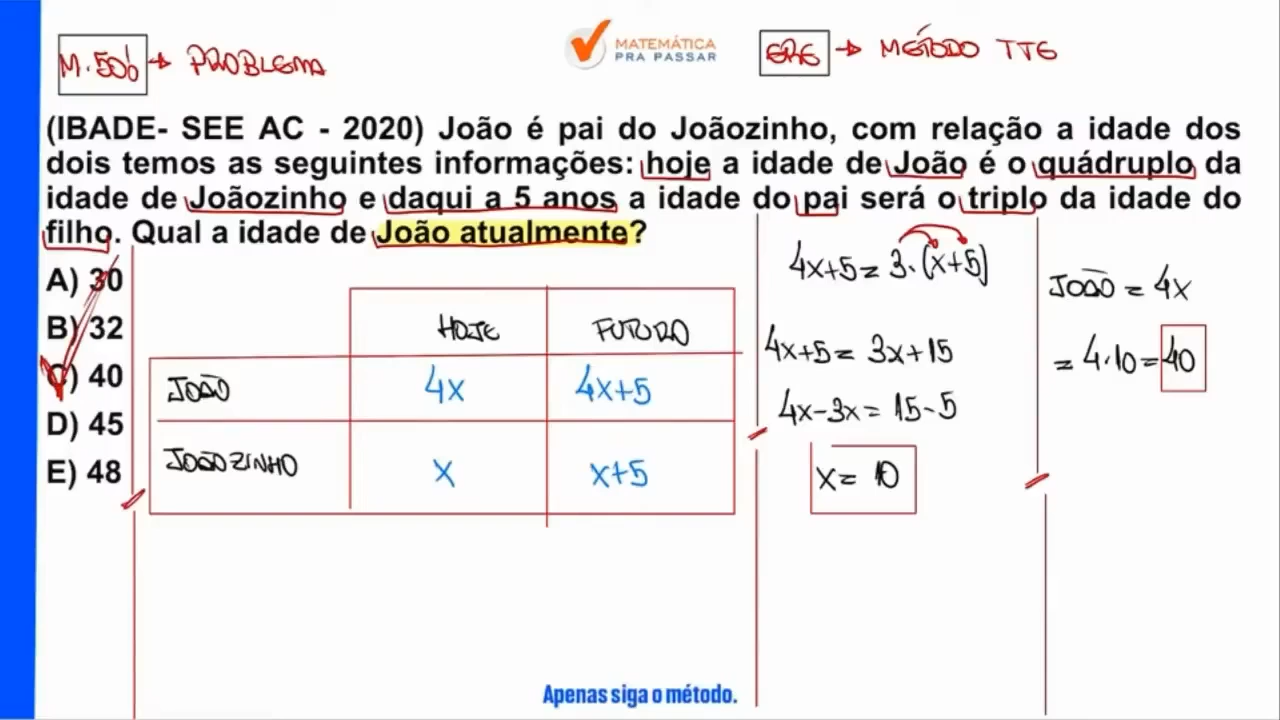 M.50% → PROBLEMA
MATEMÁTICA
PRA PASSAR
→ MÉTODO TTG
(IBADE- SEE AC - 2020) João é pai do Joãozinho, com relação a idade dos
dois temos as seguintes informações: hoje a idade de João é o quádruplo da
idade de Joãozinho e daqui a 5 anos a idade do pai será o triplo da idade do
filho. Qual a idade de João atualmente?
A) 30
B) 32
C) 40
D) 45
E) 48
HOJE FUTURO
JOÃO 4x 4x+5
JOÃOZINHO x x+5
4x+5 = 3·(x+5)
4x+5 = 3x+15
4x-3x = 15-5
x = 10
JOÃO = 4x
= 4·10 = 40
Apenas siga o método.